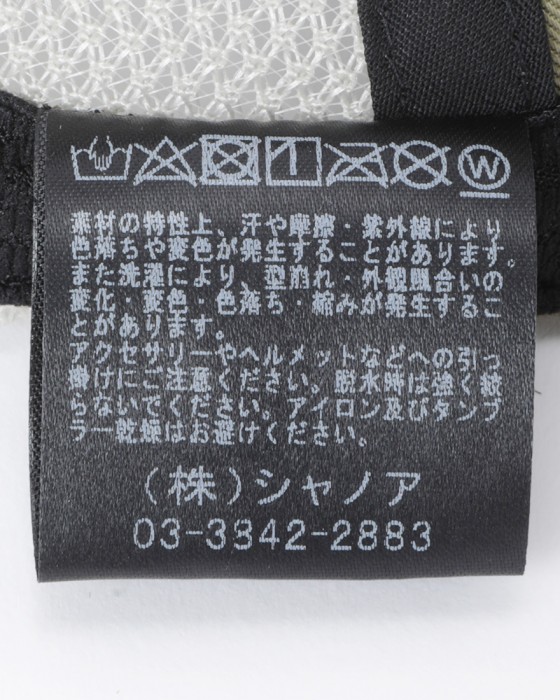 W
素材の特性上、汗や摩擦・紫外線により
色落ちや変色が発生することがあります。
また洗濯により、型崩れ・外観風合いの
変化・変色・色落ち・縮みが発生するこ
とがあります。
アクセサリーやヘルメットなどへの引っ
掛けにご注意ください。脱水時は強く絞
らないでください。アイロン及びタンブ
ラー乾燥はお避けください。
(株)シャノア
03-3842-2883